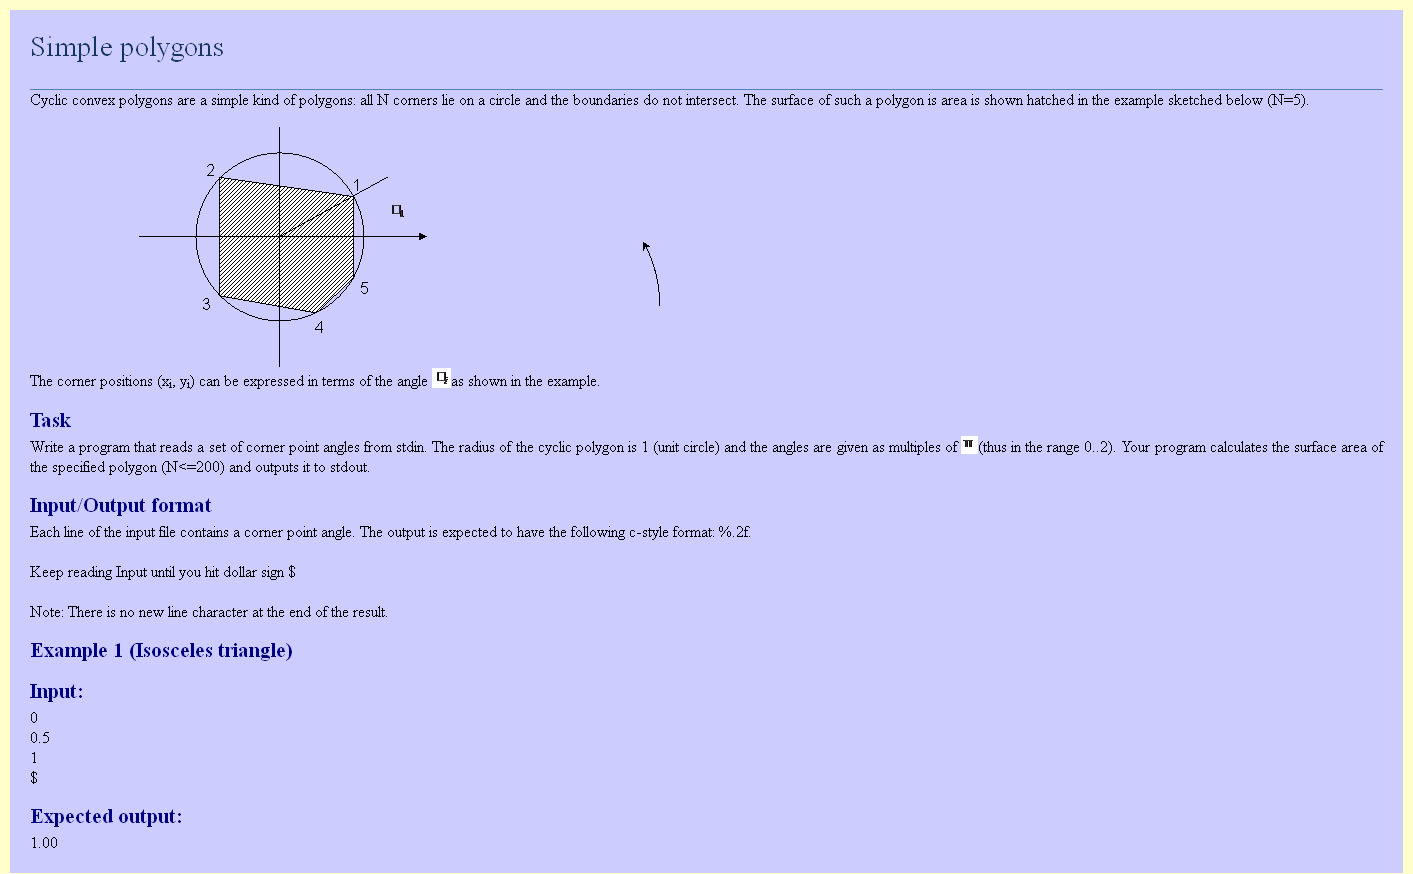 Simple polygons
Cyclic convex polygons are a simple kind of polygons: all N corners lie on a circle and the boundaries do not intersect. The surface of such a polygon is area is shown hatched in the example sketched below (N=5).
2
1
5
3
4
The corner positions (xi, yi) can be expressed in terms of the angle as shown in the example.
Task
Write a program that reads a set of corner point angles from stdin. The radius of the cyclic polygon is 1 (unit circle) and the angles are given as multiples of π (thus in the range 0..2). Your program calculates the surface area of
the specified polygon (N<=200) and outputs it to stdout.
Input/Output format
Each line of the input file contains a corner point angle. The output is expected to have the following c-style format: %.2f.
Keep reading Input until you hit dollar sign $
Note: There is no new line character at the end of the result.
Example 1 (Isosceles triangle)
Input:
0
0.5
1
$
Expected output:
1.00